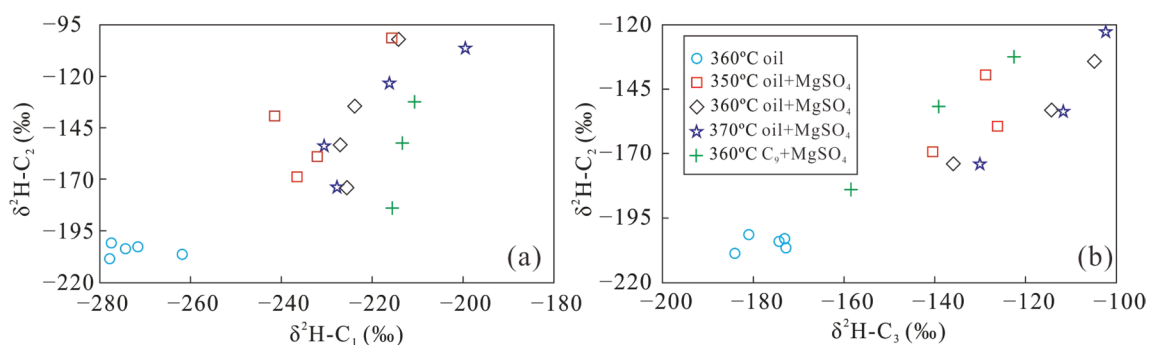 −95
−120
−145
−170
−195
−220
δ²H-C₂ (‰)
−280 −260 −240 −220 −200 −180
δ²H-C₁ (‰)
(a)
−120
−145
−170
−195
−220
δ²H-C₂ (‰)
360ºC oil
350ºC oil+MgSO₄
360ºC oil+MgSO₄
370ºC oil+MgSO₄
360ºC C₉+MgSO₄
(b)
−200 −180 −160 −140 −120 −100
δ²H-C₃ (‰)